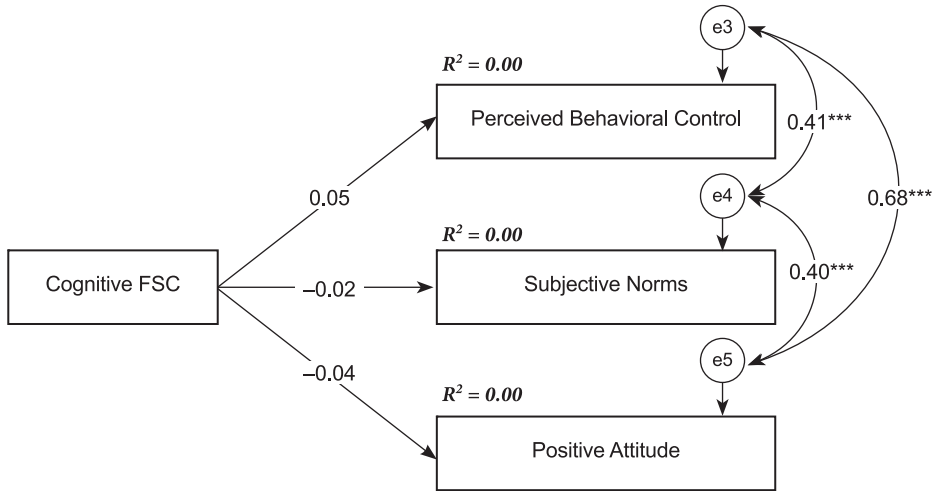 e3
R² = 0.00
Perceived Behavioral Control
0.41***
0.05
e4
0.68***
R² = 0.00
Cognitive FSC
–0.02
Subjective Norms
0.40***
–0.04
e5
R² = 0.00
Positive Attitude